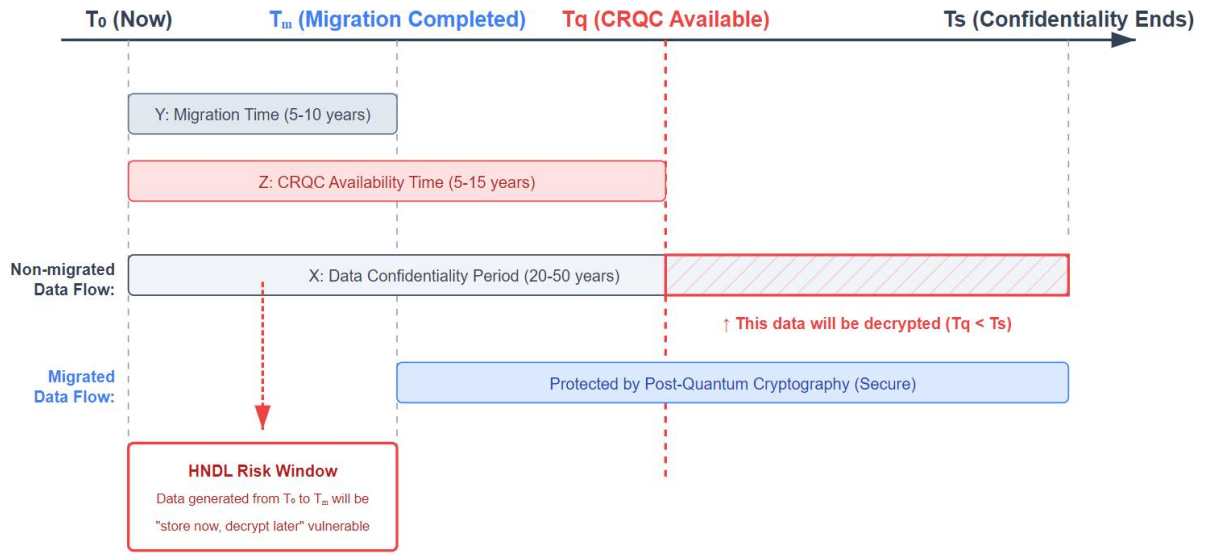 T₀ (Now)
Tₘ (Migration Completed)
Tq (CRQC Available)
Ts (Confidentiality Ends)
Y: Migration Time (5-10 years)
Z: CRQC Availability Time (5-15 years)
Non-migrated
Data Flow:
X: Data Confidentiality Period (20-50 years)
↑ This data will be decrypted (Tq < Ts)
Migrated
Data Flow:
Protected by Post-Quantum Cryptography (Secure)
HNDL Risk Window
Data generated from T₀ to Tₘ will be
"store now, decrypt later" vulnerable